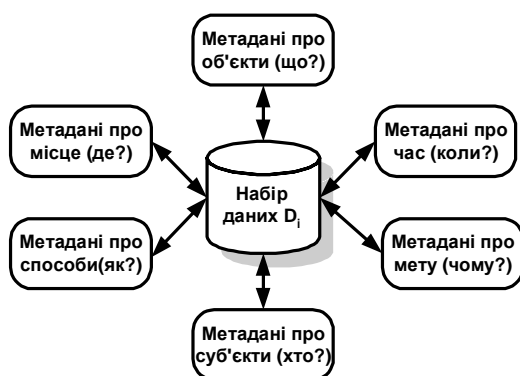 Метадані про
об'єкти (що?)
Метадані про
місце (де?)
Метадані про
час (коли?)
Набір
даних Di
Метадані про
способи(як?)
Метадані про
мету (чому?)
Метадані про
суб'єкти (хто?)